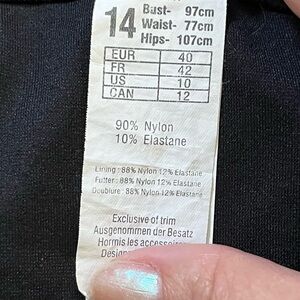 14
Bust- 97cm
Waist- 77cm
Hips- 107cm
EUR 40
FR 42
US 10
CAN 12
90% Nylon
10% Elastane
Lining : 88% Nylon 12% Elastane
Futter : 88% Nylon 12% Elastane
Doublure : 88% Nylon 12% Elastane
Exclusive of trim
Ausgenommen der Besatz
Hormis les accessoires